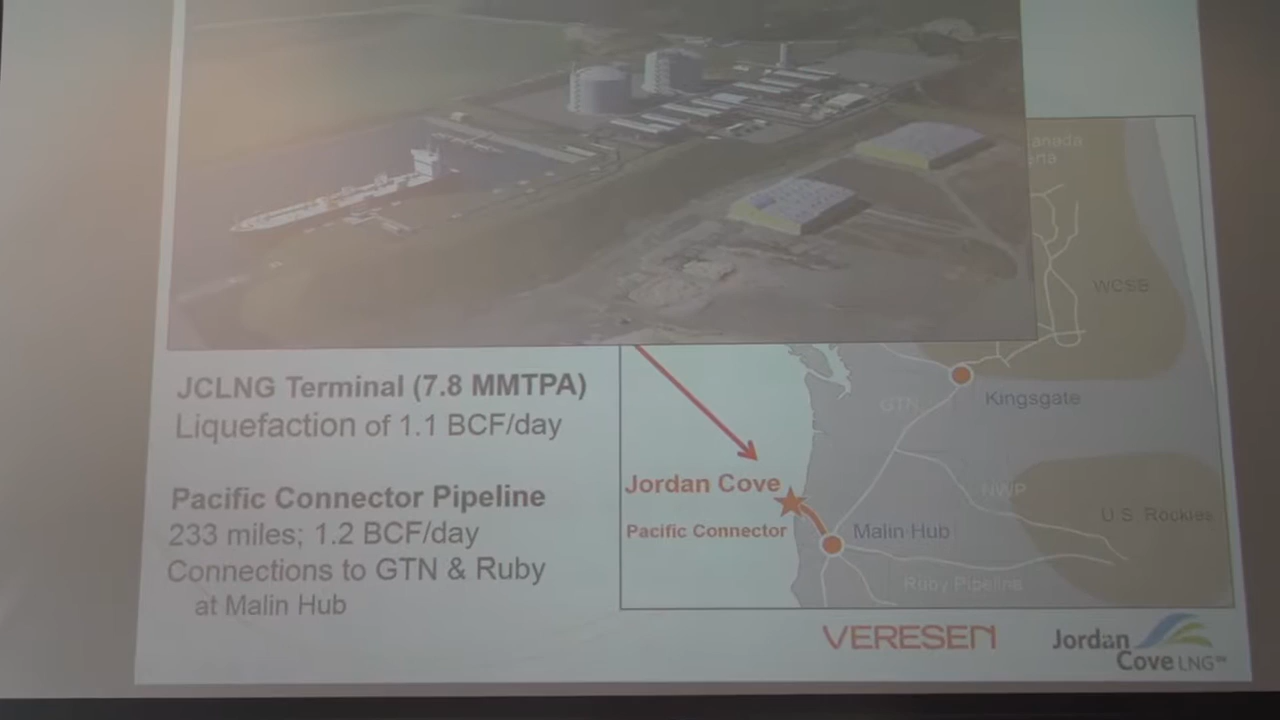 JCLNG Terminal (7.8 MMTPA)
Liquefaction of 1.1 BCF/day
Pacific Connector Pipeline
233 miles; 1.2 BCF/day
Connections to GTN & Ruby
at Malin Hub
anada
erta
WCSB
Kingsgate
GTN
Jordan Cove
NWP
U.S. Rockies
Pacific Connector
Malin Hub
Ruby Pipeline
VERESEN
Jordan
Cove LNG